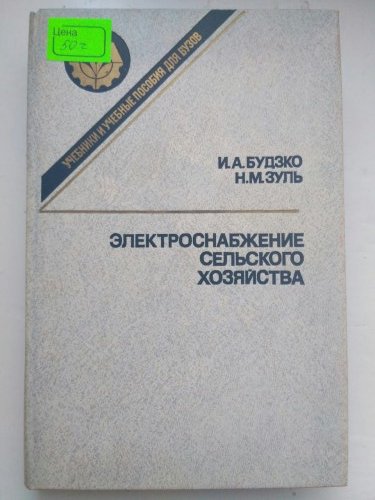 Цена
50 г
УЧЕБНИКИ И УЧЕБНЫЕ ПОСОБИЯ ДЛЯ ВУЗОВ
И.А.БУДЗКО
Н.М.ЗУЛЬ
ЭЛЕКТРОСНАБЖЕНИЕ
СЕЛЬСКОГО
ХОЗЯЙСТВА